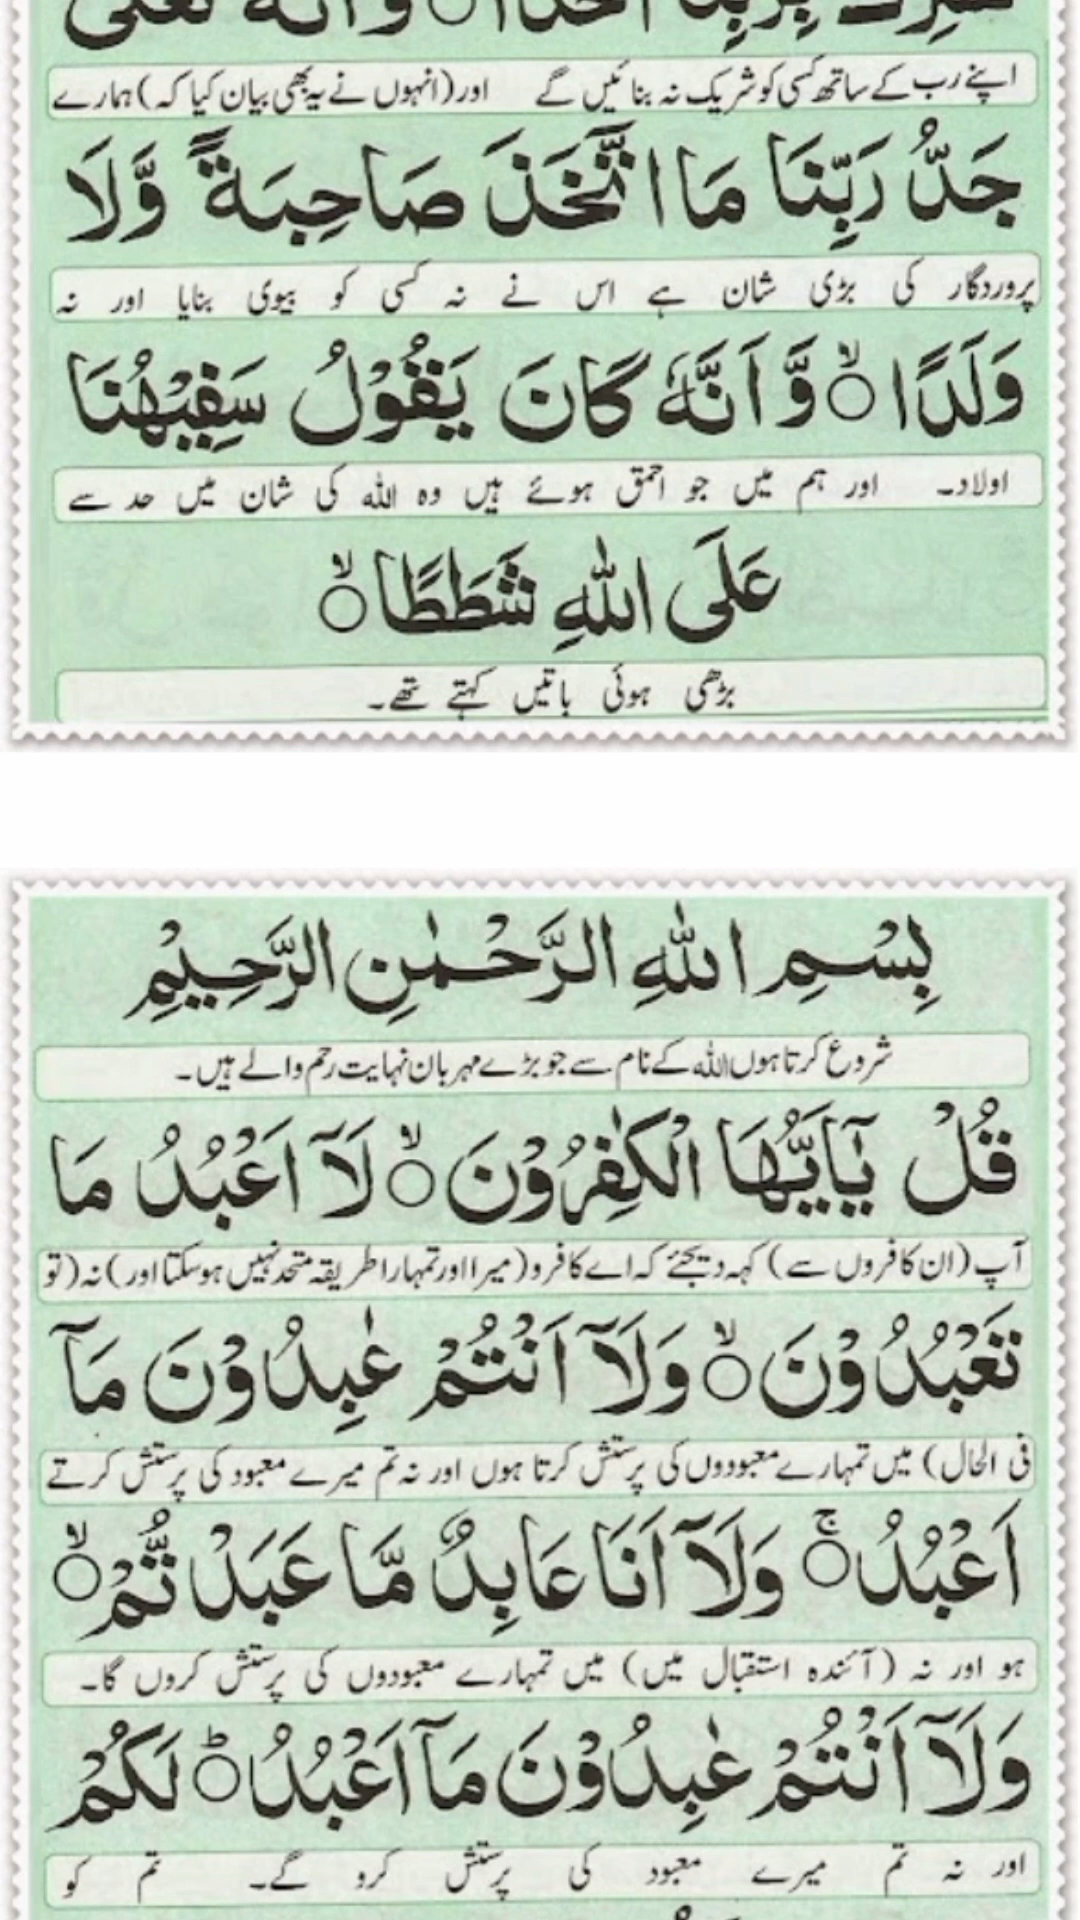 نُّشْرِكَ بِرَبِّنَآ اَحَدًا ۙ‏ وَّاَنَّهٗ تَعٰلٰى
اپنے رب کے ساتھ کسی کو شریک نہ بنائیں گے اور (انہوں نے یہ بھی بیان کیا کہ) ہمارے
جَدُّ رَبِّنَا مَا اتَّخَذَ صَاحِبَةً وَّلَا
پروردگار کی بڑی شان ہے اس نے نہ کسی کو بیوی بنایا اور نہ
وَلَدًا ۙ وَّاَنَّهٗ كَانَ يَقُوْلُ سَفِيْهُنَا
اولاد۔ اور ہم میں جو احمق ہوئے ہیں وہ اللہ کی شان میں حد سے
عَلَى اللّٰهِ شَطَطًا ۙ
بڑھی ہوئی باتیں کہتے تھے۔
بِسْمِ اللّٰهِ الرَّحْمٰنِ الرَّحِيْمِ
شروع کرتا ہوں اللہ کے نام سے جو بڑے مہربان نہایت رحم والے ہیں۔
قُلْ يٰٓاَيُّهَا الْكٰفِرُوْنَ ۙ لَآ اَعْبُدُ مَا
آپ (ان کافروں سے) کہہ دیجئے کہ اے کافرو (میرا اور تمہارا طریقہ متحد نہیں ہو سکتا اور) نہ (تو
تَعْبُدُوْنَ ۙ وَلَآ اَنْتُمْ عٰبِدُوْنَ مَآ
فی الحال) میں تمہارے معبودوں کی پرستش کرتا ہوں اور نہ تم میرے معبود کی پرستش کرتے
اَعْبُدُ ۚ وَلَآ اَنَا عَابِدٌ مَّا عَبَدْتُّمْ ۙ
ہو اور نہ (آئندہ استقبال میں) میں تمہارے معبودوں کی پرستش کروں گا۔
وَلَآ اَنْتُمْ عٰبِدُوْنَ مَآ اَعْبُدُ ؕ لَكُمْ
اور نہ تم میرے معبود کی پرستش کرو گے۔ تم کو